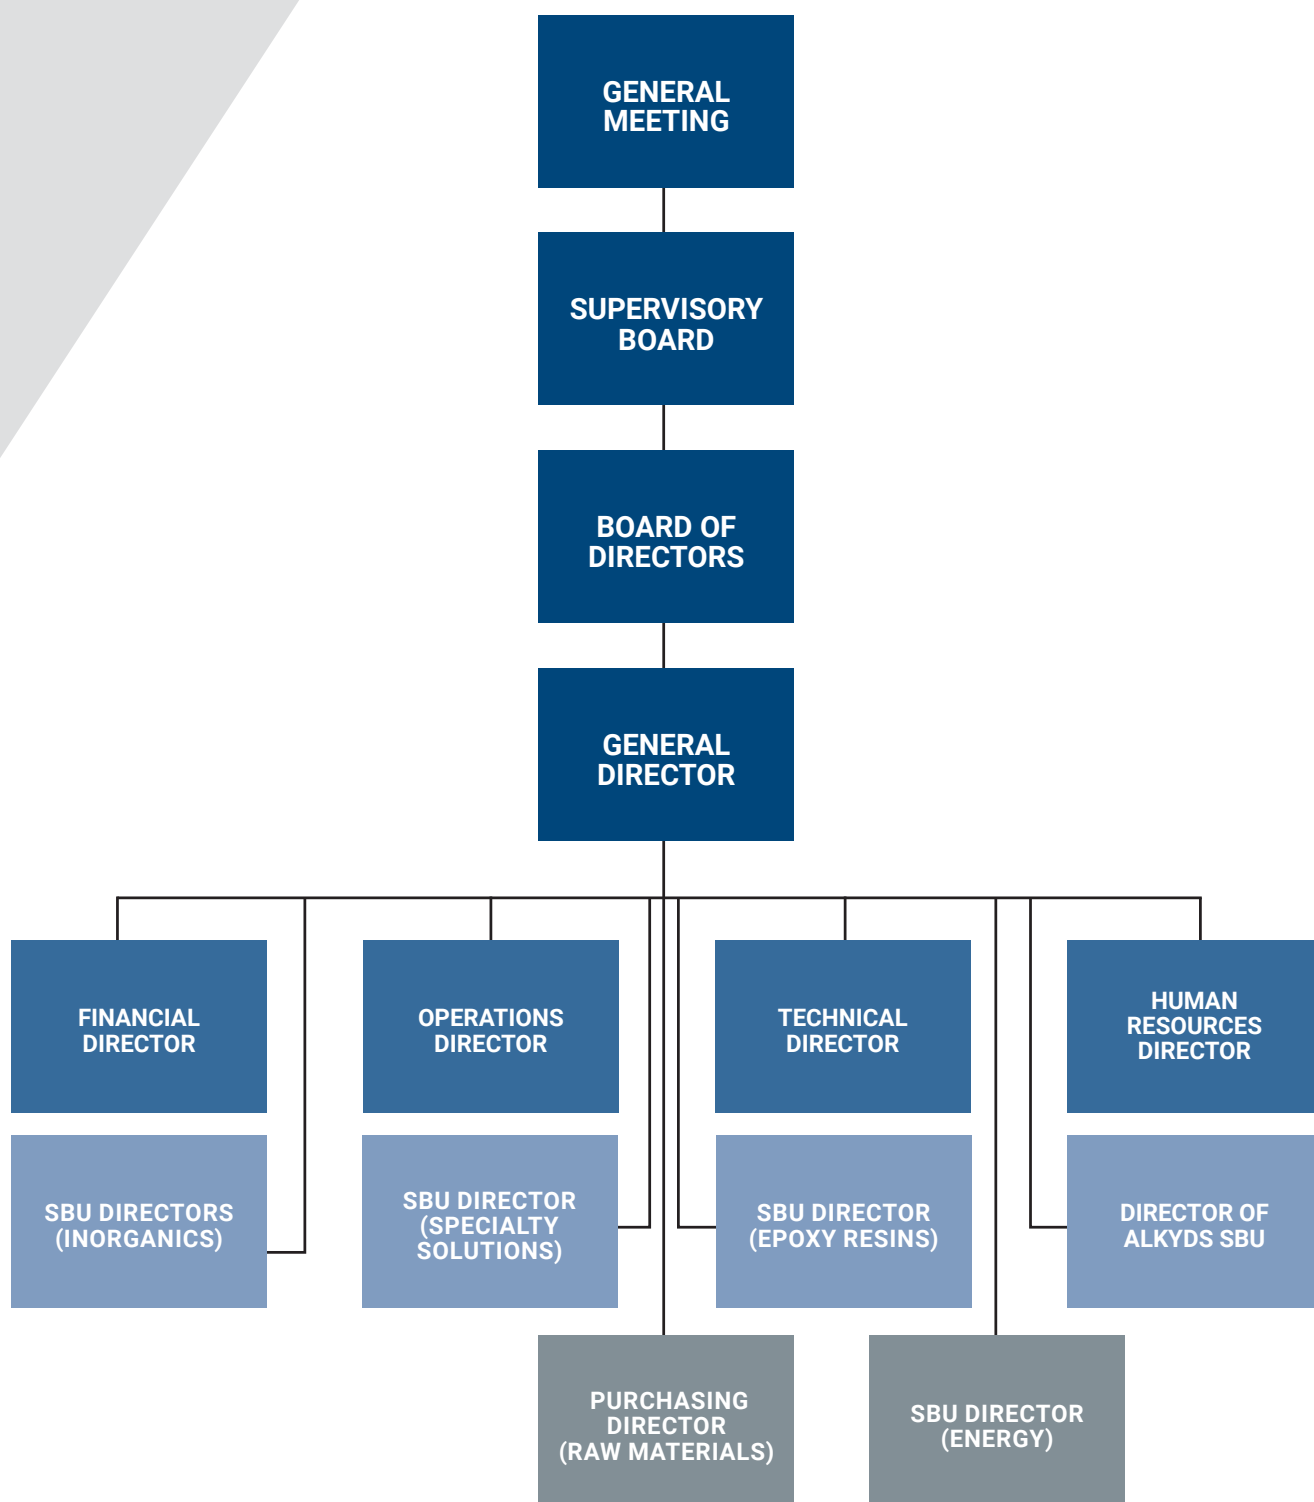 GENERAL
MEETING
SUPERVISORY
BOARD
BOARD OF
DIRECTORS
GENERAL
DIRECTOR
FINANCIAL
DIRECTOR
OPERATIONS
DIRECTOR
TECHNICAL
DIRECTOR
HUMAN
RESOURCES
DIRECTOR
SBU DIRECTORS
(INORGANICS)
SBU DIRECTOR
(SPECIALTY
SOLUTIONS)
SBU DIRECTOR
(EPOXY RESINS)
DIRECTOR OF
ALKYDS SBU
PURCHASING
DIRECTOR
(RAW MATERIALS)
SBU DIRECTOR
(ENERGY)